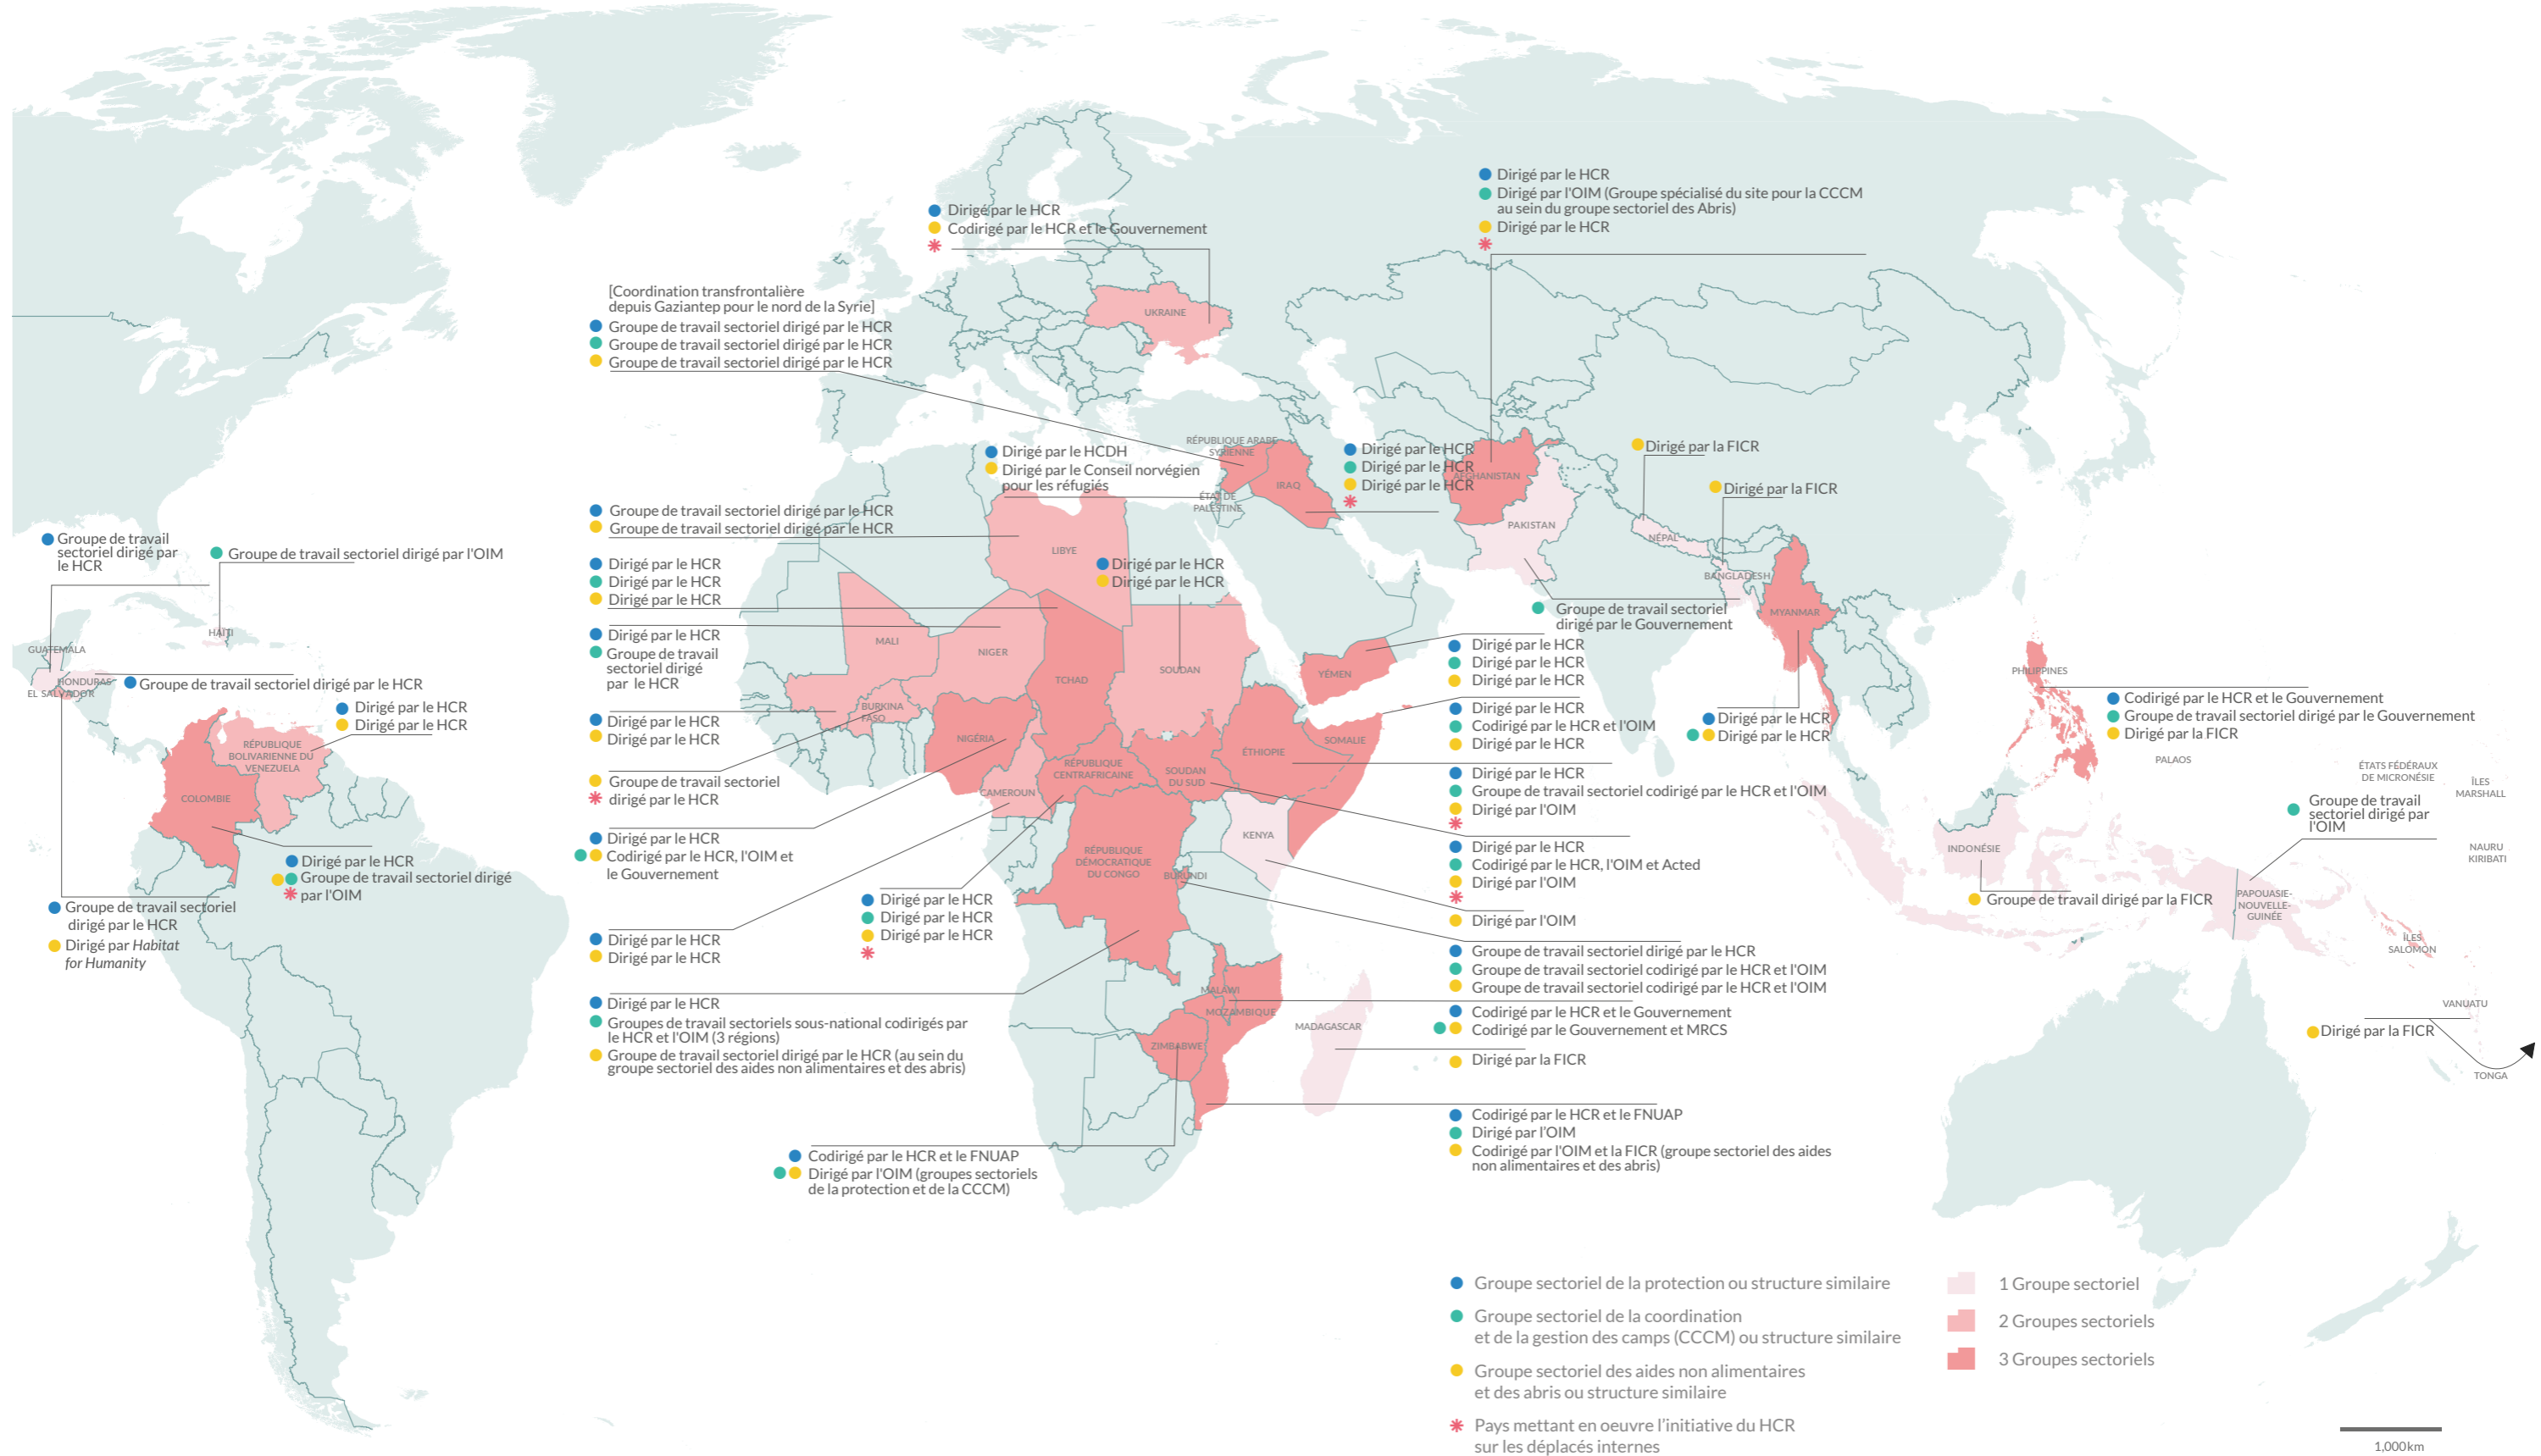 Dirigé par le HCR
Dirigé par l'OIM (Groupe spécialisé du site pour la CCCM
au sein du groupe sectoriel des Abris)
Dirigé par le HCR
Dirigé par le HCR
Codirigé par le HCR et le Gouvernement
[Coordination transfrontalière
depuis Gaziantep pour le nord de la Syrie]
Groupe de travail sectoriel dirigé par le HCR
Groupe de travail sectoriel dirigé par le HCR
Groupe de travail sectoriel dirigé par le HCR
UKRAINE
RÉPUBLIQUE ARABE
SYRIENNE
Dirigé par le HCDH
Dirigé par le Conseil norvégien
pour les réfugiés
Dirigé par le HCR
Dirigé par le HCR
Dirigé par le HCR
AFGHANISTAN
IRAQ
ÉTAT DE
PALESTINE
Dirigé par la FICR
Dirigé par la FICR
PAKISTAN
NÉPAL
BANGLADESH
MYANMAR
Groupe de travail sectoriel dirigé par le HCR
Groupe de travail sectoriel dirigé par le HCR
LIBYE
Groupe de travail
sectoriel dirigé par
le HCR
Groupe de travail sectoriel dirigé par l'OIM
Dirigé par le HCR
Dirigé par le HCR
Dirigé par le HCR
Dirigé par le HCR
Dirigé par le HCR
Groupe de travail sectoriel
dirigé par le Gouvernement
HAÏTI
GUATEMALA
HONDURAS
EL SALVADOR
Groupe de travail sectoriel dirigé par le HCR
Dirigé par le HCR
Groupe de travail
sectoriel dirigé
par le HCR
MALI
NIGER
TCHAD
SOUDAN
YÉMEN
Dirigé par le HCR
Dirigé par le HCR
Dirigé par le HCR
PHILIPPINES
Codirigé par le HCR et le Gouvernement
Groupe de travail sectoriel dirigé par le Gouvernement
Dirigé par la FICR
Dirigé par le HCR
Dirigé par le HCR
RÉPUBLIQUE
BOLIVARIENNE DU
VENEZUELA
COLOMBIE
Dirigé par le HCR
Dirigé par le HCR
BURKINA
FASO
NIGÉRIA
Dirigé par le HCR
Codirigé par le HCR et l'OIM
Dirigé par le HCR
Dirigé par le HCR
Dirigé par le HCR
SOMALIE
ÉTHIOPIE
RÉPUBLIQUE
CENTRAFRICAINE
SOUDAN
DU SUD
CAMEROUN
Groupe de travail sectoriel
dirigé par le HCR
Dirigé par le HCR
Groupe de travail sectoriel codirigé par le HCR et l'OIM
Dirigé par l'OIM
PALAOS
ÉTATS FÉDÉRAUX
DE MICRONÉSIE
ÎLES
MARSHALL
Groupe de travail
sectoriel dirigé par
l'OIM
NAURU
KIRIBATI
Dirigé par le HCR
Codirigé par le HCR, l'OIM et
le Gouvernement
KENYA
RÉPUBLIQUE
DÉMOCRATIQUE
DU CONGO
BURUNDI
Dirigé par le HCR
Codirigé par le HCR, l'OIM et Acted
Dirigé par l'OIM
INDONÉSIE
Groupe de travail dirigé par la FICR
PAPOUASIE-
NOUVELLE-
GUINÉE
ÎLES
SALOMON
Dirigé par le HCR
Groupe de travail sectoriel dirigé
par l'OIM
Groupe de travail sectoriel
dirigé par le HCR
Dirigé par Habitat
for Humanity
Dirigé par le HCR
Dirigé par le HCR
Dirigé par le HCR
Dirigé par l'OIM
Dirigé par le HCR
Dirigé par le HCR
Groupe de travail sectoriel dirigé par le HCR
Groupe de travail sectoriel codirigé par le HCR et l'OIM
Groupe de travail sectoriel codirigé par le HCR et l'OIM
Dirigé par le HCR
Groupes de travail sectoriels sous-national codirigés par
le HCR et l'OIM (3 régions)
Groupe de travail sectoriel dirigé par le HCR (au sein du
groupe sectoriel des aides non alimentaires et des abris)
MALAWI
MOZAMBIQUE
ZIMBABWE
MADAGASCAR
Codirigé par le HCR et le Gouvernement
Codirigé par le Gouvernement et MRCS
Dirigé par la FICR
VANUATU
Dirigé par la FICR
TONGA
Codirigé par le HCR et le FNUAP
Dirigé par l'OIM
Codirigé par l'OIM et la FICR (groupe sectoriel des aides
non alimentaires et des abris)
Codirigé par le HCR et le FNUAP
Dirigé par l'OIM (groupes sectoriels
de la protection et de la CCCM)
Groupe sectoriel de la protection ou structure similaire
Groupe sectoriel de la coordination
et de la gestion des camps (CCCM) ou structure similaire
Groupe sectoriel des aides non alimentaires
et des abris ou structure similaire
Pays mettant en oeuvre l'initiative du HCR
sur les déplacés internes
1 Groupe sectoriel
2 Groupes sectoriels
3 Groupes sectoriels
1,000km